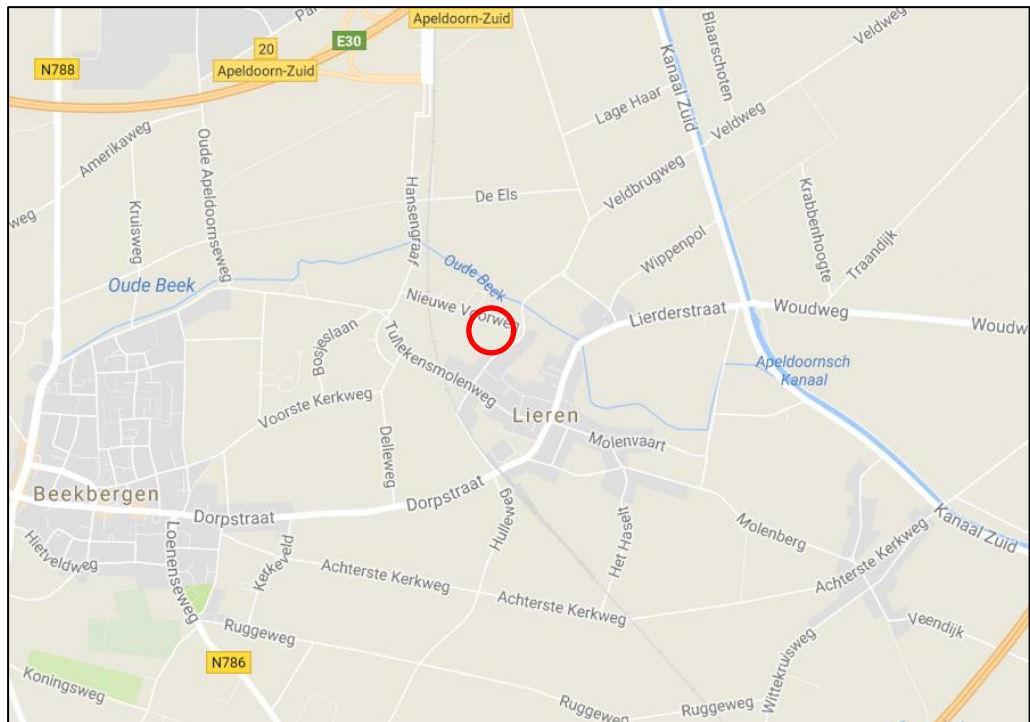 Apeldoorn-Zuid
E30
20
Apeldoorn-Zuid
N788
Amerikaweg
Oude Apeldoornseweg
Kruisweg
weg
Hansengraaf
De Els
Lage Haar
Blaarschoten
Veldweg
Kanaal Zuid
Veldweg
Veldbrugweg
Wippenpol
Krabbenhoogte
Traandijk
Oude Beek
Oude Beek
Nieuwe Voorweg
Bosjeslaan
Tullekensmolenweg
Lierderstraat
Woudweg
Woudw
Apeldoornsch
Kanaal
Voorste Kerkweg
Lieren
Delleweg
Molenvaart
Beekbergen
Dorpstraat
Dorpstraat
Hulleweg
Loenenseweg
Hietveldweg
Kerkeveld
Het Haselt
Molenberg
Kanaal Zuid
Achterste Kerkweg
Achterste Kerkweg
Achterste Kerkweg
Ruggeweg
Veendijk
N786
Wittekruisweg
Koningsweg
Ruggeweg
Ruggeweg